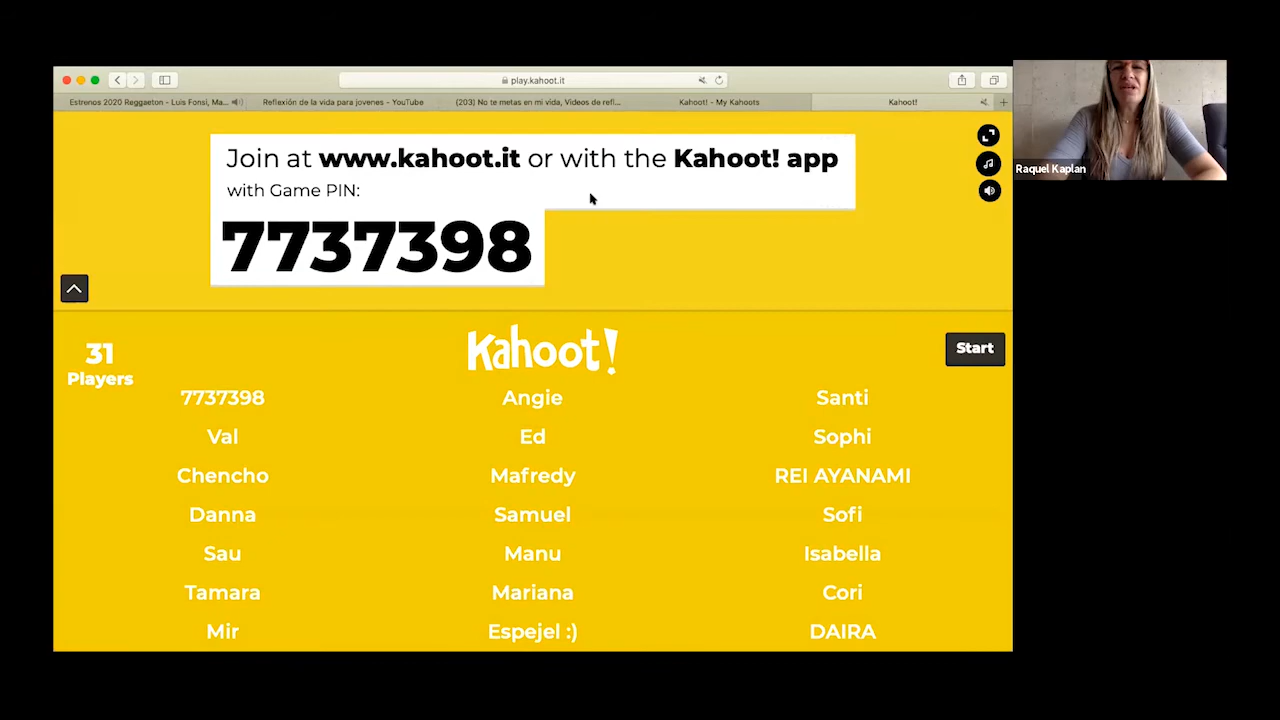 play.kahoot.it
Estrenos 2020 Reggaeton - Luis Fonsi, Ma...
Reflexión de la vida para jovenes - YouTube
(203) No te metas en mi vida, Videos de refl...
Kahoot! - My Kahoots
Kahoot!
Join at www.kahoot.it or with the Kahoot! app
with Game PIN:
7737398
Raquel Kaplan
31
Players
Kahoot!
Start
7737398 Angie Santi
Val Ed Sophi
Chencho Mafredy REI AYANAMI
Danna Samuel Sofi
Sau Manu Isabella
Tamara Mariana Cori
Mir Espejel :) DAIRA